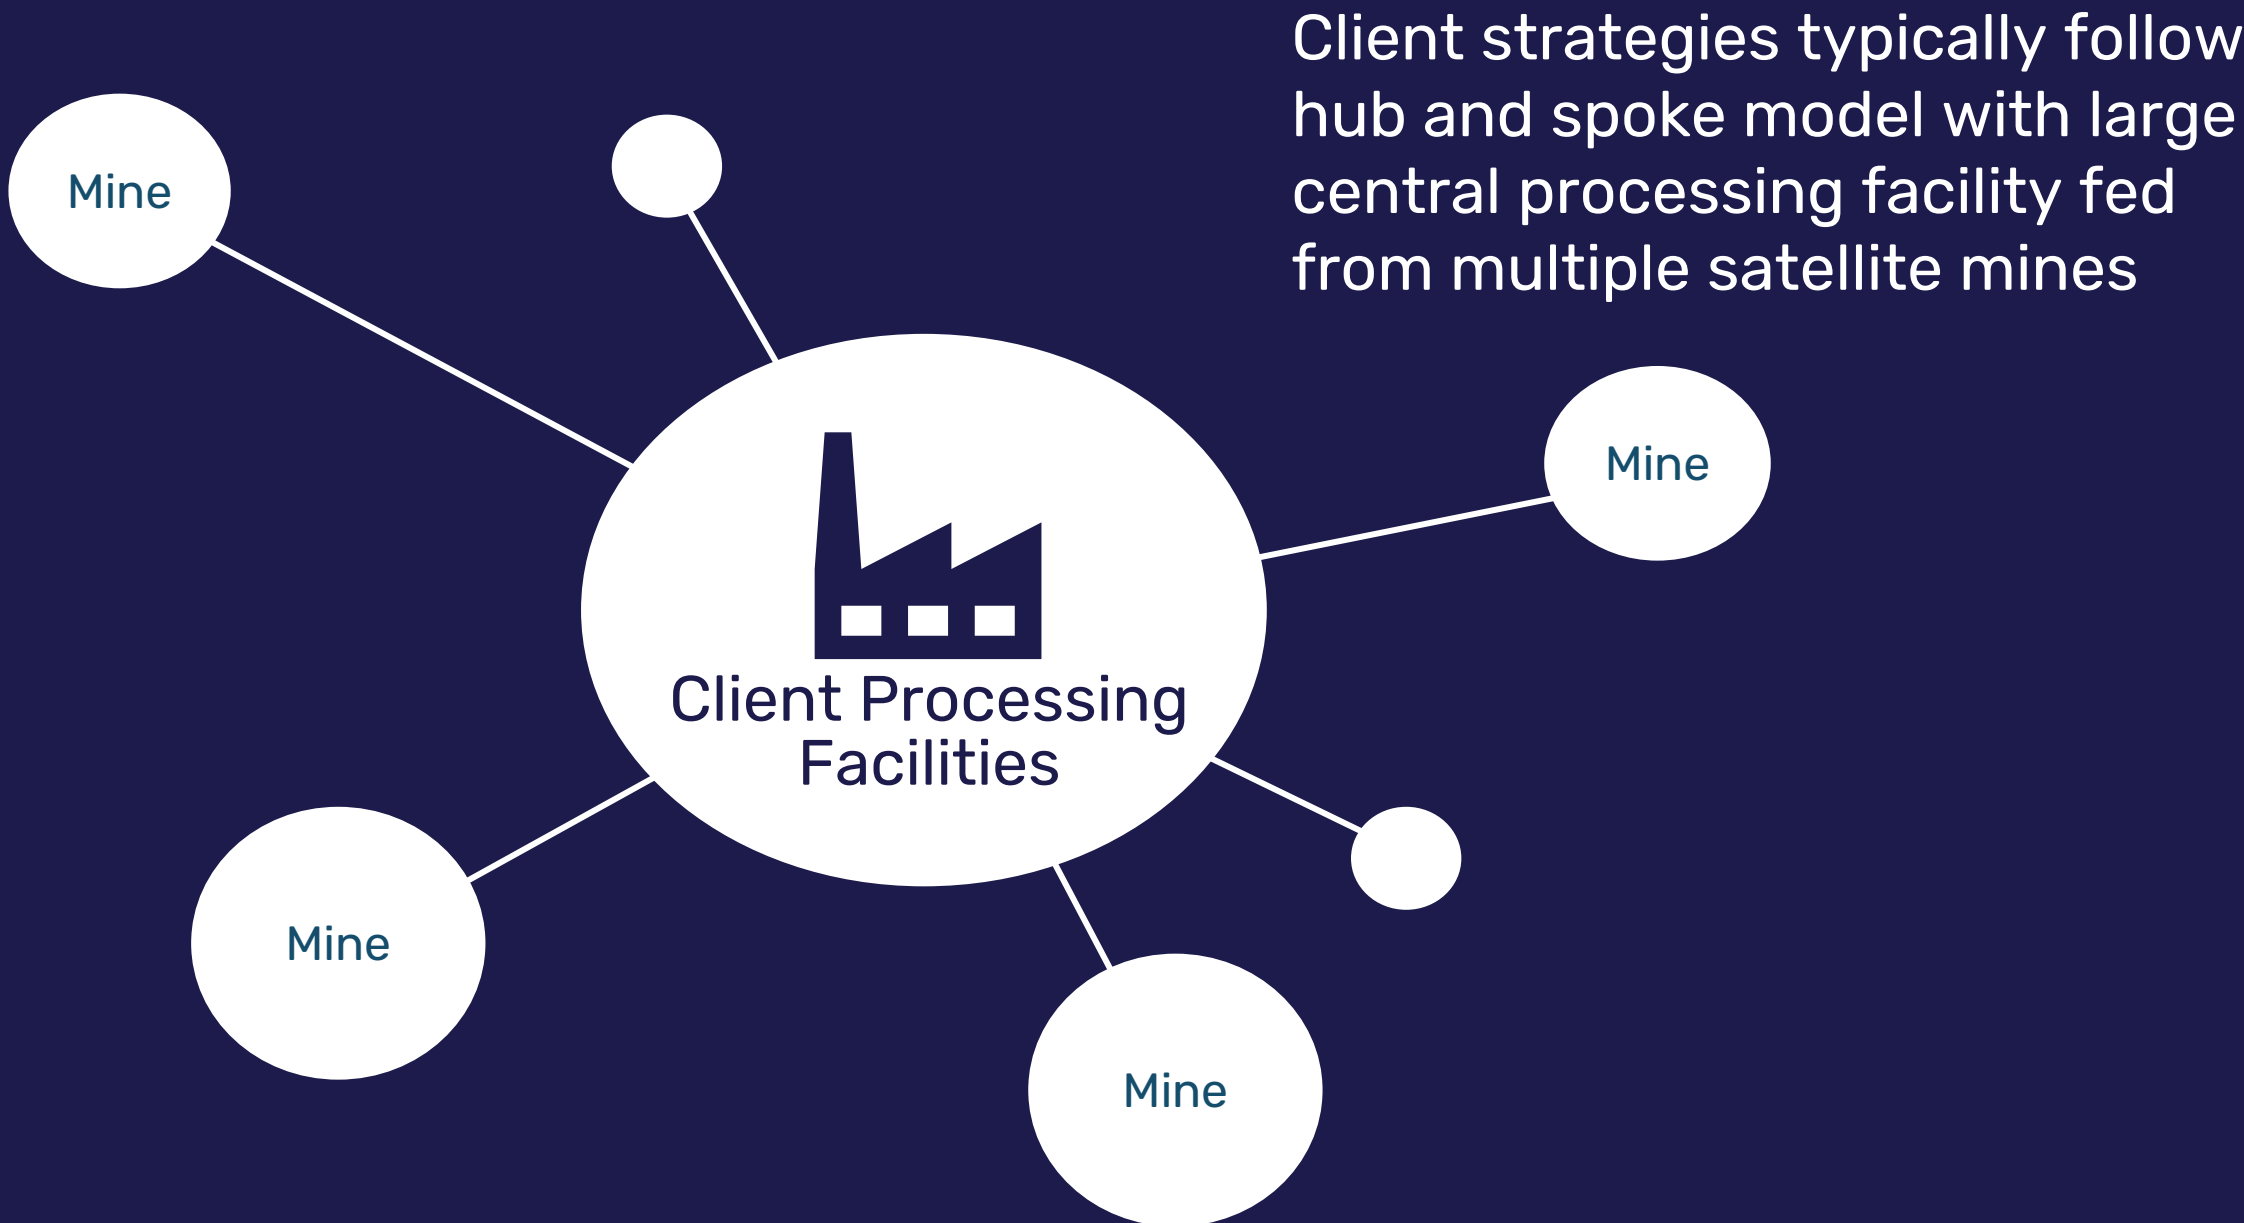 Client strategies typically follow
hub and spoke model with large
central processing facility fed
from multiple satellite mines
Mine
Mine
Client Processing
Facilities
Mine
Mine